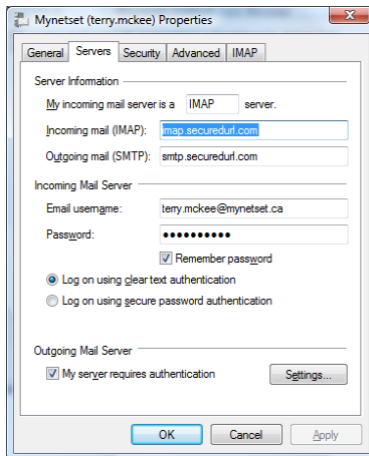 Mynetset (terry.mckee) Properties
General Servers Security Advanced IMAP
Server Information
My incoming mail server is a IMAP server.
Incoming mail (IMAP): imap.securedurl.com
Outgoing mail (SMTP): smtp.securedurl.com
Incoming Mail Server
Email username: terry.mckee@mynetset.ca
Password: ●●●●●●●●●●
Remember password
Log on using clear text authentication
Log on using secure password authentication
Outgoing Mail Server
My server requires authentication Settings...
OK Cancel Apply